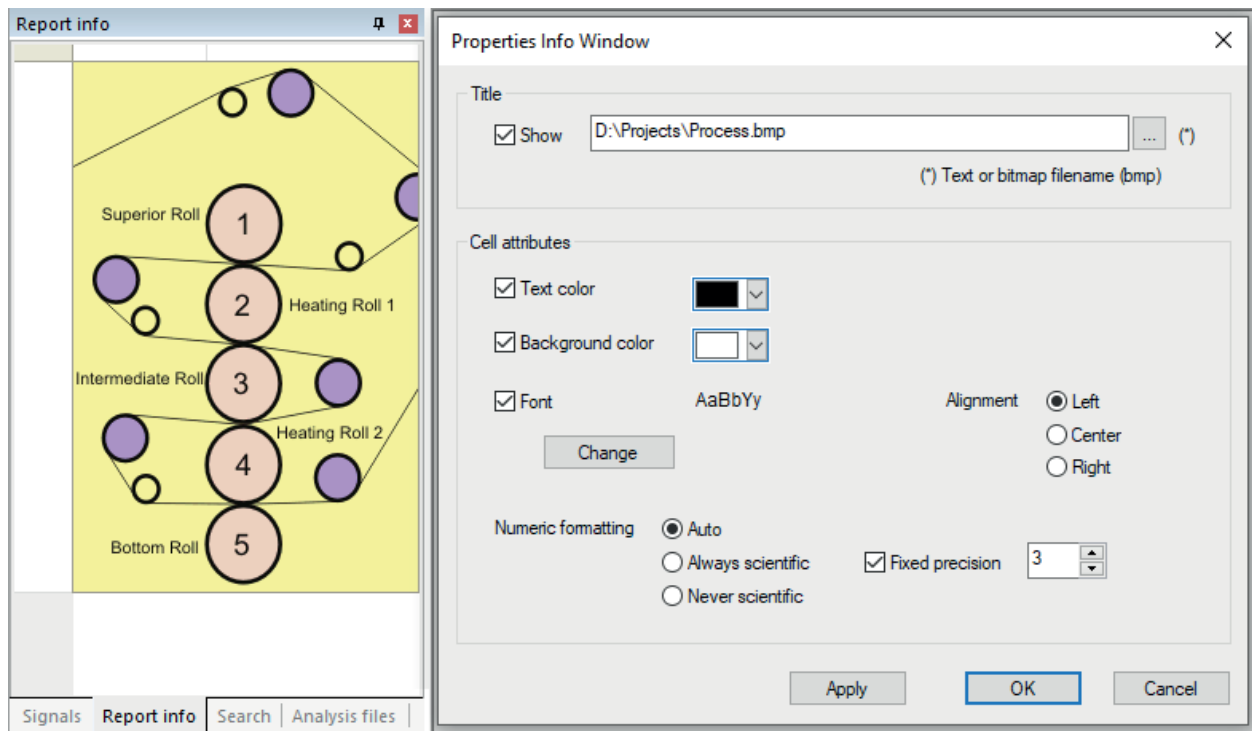 Report info
Superior Roll
1
2
Heating Roll 1
Intermediate Roll
3
Heating Roll 2
4
Bottom Roll
5
Signals
Report info
Search
Analysis files
Properties Info Window
Title
Show
D:\Projects\Process.bmp
...
(*)
(*) Text or bitmap filename (bmp)
Cell attributes
Text color
Background color
Font
AaBbYy
Alignment
Left
Center
Right
Change
Numeric formatting
Auto
Always scientific
Fixed precision
3
Never scientific
Apply
OK
Cancel